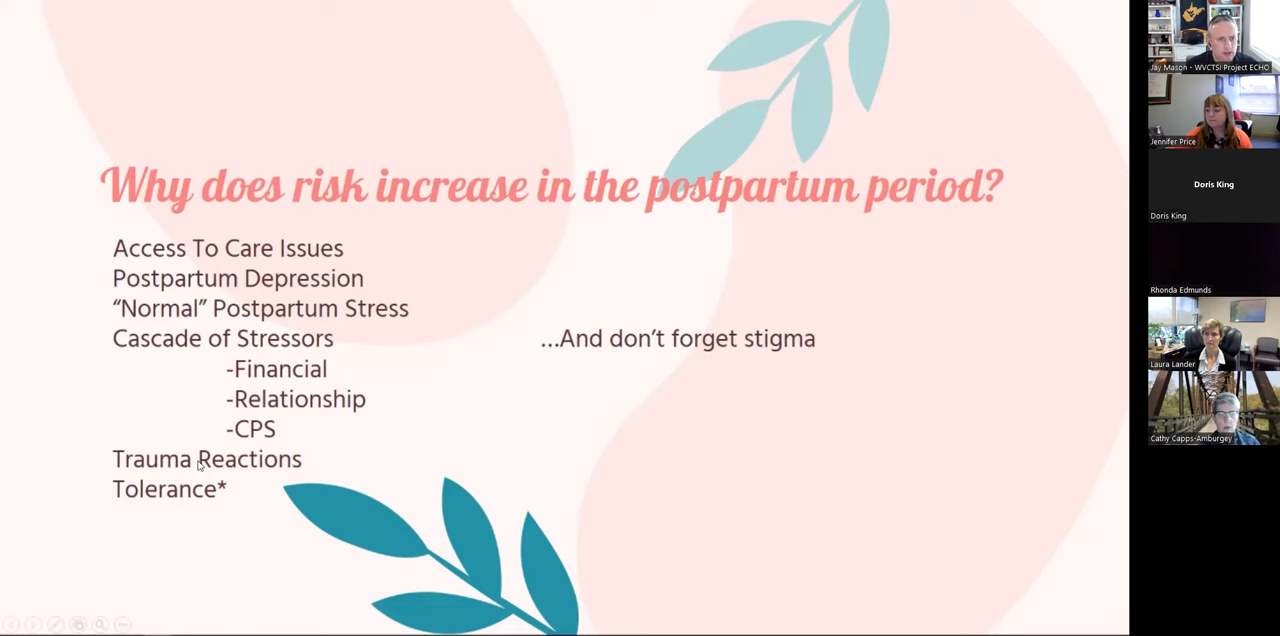 Why does risk increase in the postpartum period?
Access To Care Issues
Postpartum Depression
“Normal” Postpartum Stress
Cascade of Stressors
...And don’t forget stigma
-Financial
-Relationship
-CPS
Trauma Reactions
Tolerance*
Jay Mason - WVCTSI Project ECHO
Jennifer Price
Doris King
Doris King
Rhonda Edmunds
Laura Lander
Cathy Capps-Amburgey